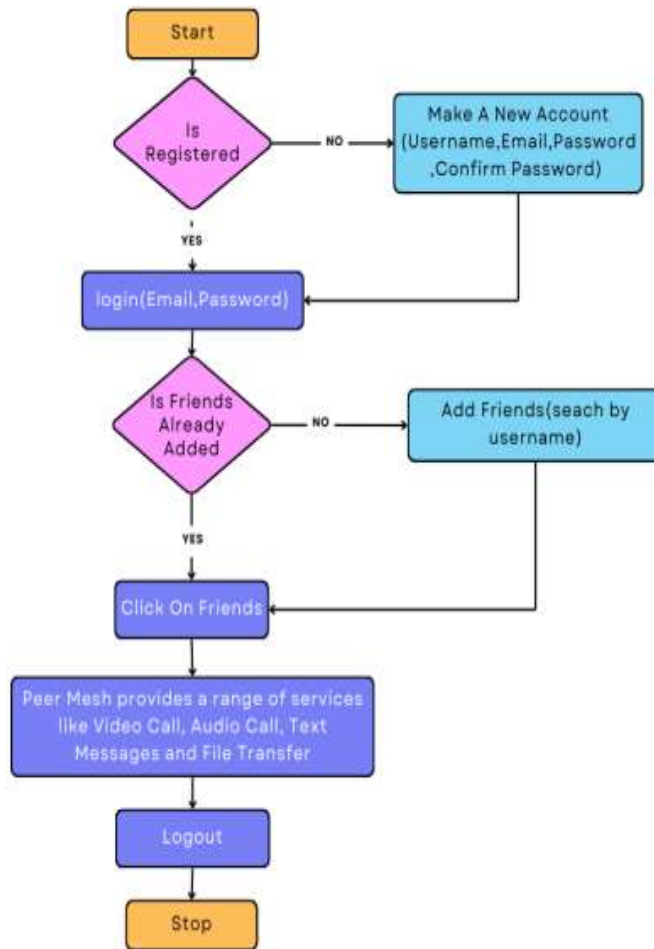 Start
Is
Registered
NO
Make A New Account
(Username,Email,Password
,Confirm Password)
YES
login(Email,Password)
Is Friends
Already
Added
NO
Add Friends(seach by
username)
YES
Click On Friends
Peer Mesh provides a range of services
like Video Call, Audio Call, Text
Messages and File Transfer
Logout
Stop